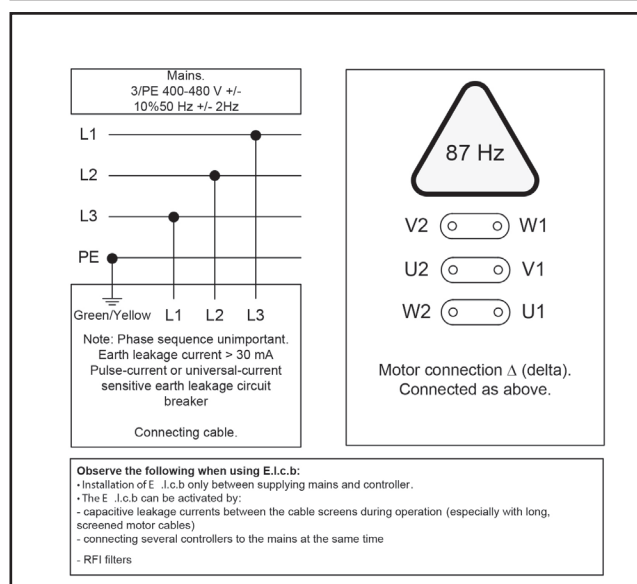 Mains.
3/PE 400-480 V +/-
10%50 Hz +/- 2Hz
L1
L2
L3
PE
Green/Yellow L1 L2 L3
Note: Phase sequence unimportant.
Earth leakage current > 30 mA
Pulse-current or universal-current
sensitive earth leakage circuit
breaker
Connecting cable.
87 Hz
V2 W1
U2 V1
W2 U1
Motor connection Δ (delta).
Connected as above.
Observe the following when using E.l.c.b:
• Installation of E .l.c.b only between supplying mains and controller.
• The E .l.c.b can be activated by:
- capacitive leakage currents between the cable screens during operation (especially with long,
screened motor cables)
- connecting several controllers to the mains at the same time
- RFI filters